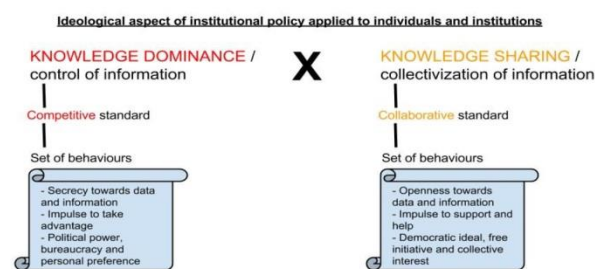 Ideological aspect of institutional policy applied to individuals and institutions
KNOWLEDGE DOMINANCE /
control of information
X
KNOWLEDGE SHARING /
collectivization of information
Competitive standard
Collaborative standard
Set of behaviours
Set of behaviours
- Secrecy towards data
and information
- Impulse to take
advantage
- Political power,
bureaucracy and
personal preference
- Openness towards
data and information
- Impulse to support and
help
- Democratic ideal, free
initiative and collective
interest